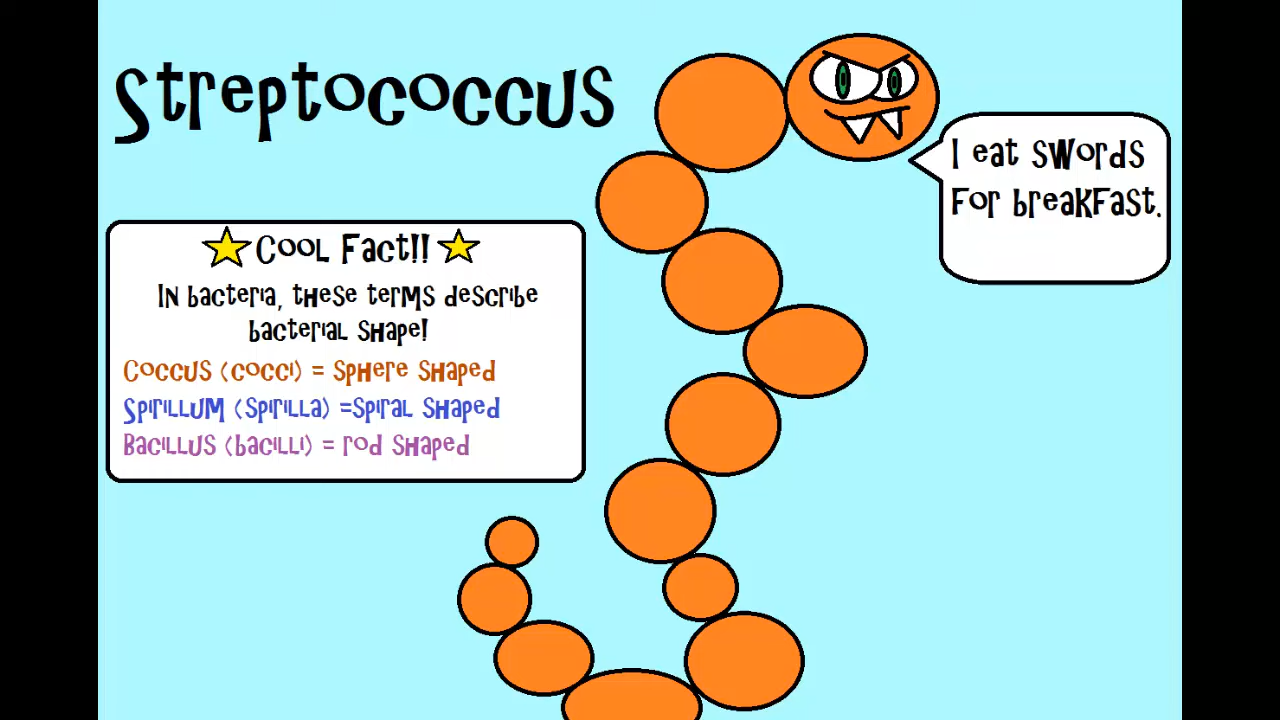 Streptococcus
I eat swords
for breakfast.
Cool Fact!!
In bacteria, these terms describe
bacterial shape!
Coccus (cocci) = Sphere Shaped
Spirillum (Spirilla) =Spiral Shaped
Bacillus (bacilli) = rod Shaped